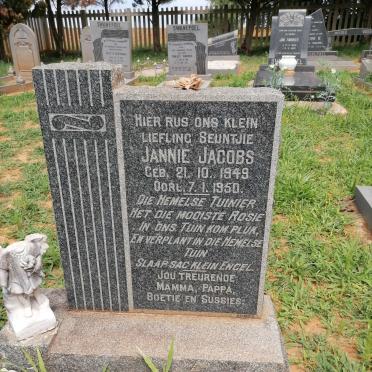 Hier rus ons klein
liefling seuntjie
JANNIE JACOBS
Geb. 21. 10. 1949
Oorl. 7. 1. 1950.
Die Hemelse Tuinier
Het die mooiste Rosie
in ons Tuin kom pluk,
En verplant in die Hemelse
Tuin
Slaap sag klein engel.
Jou treurende
Mamma, Pappa,
Boetie en Sussies.